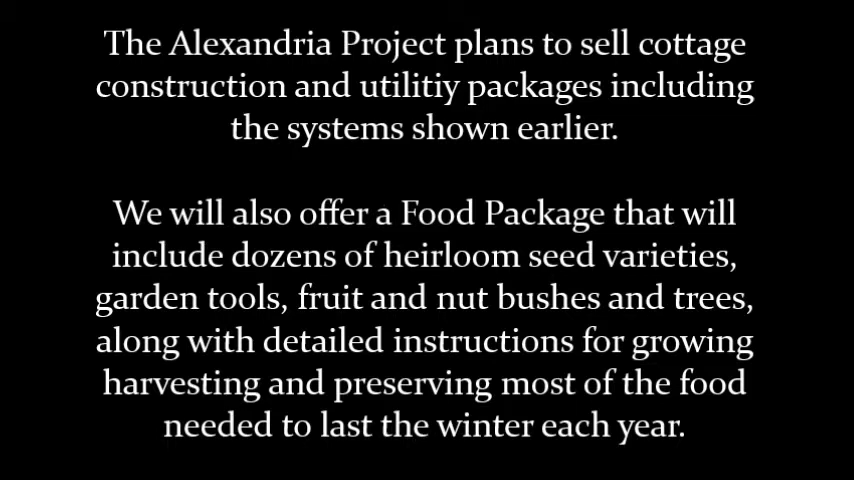 The Alexandria Project plans to sell cottage
construction and utilitiy packages including
the systems shown earlier.
We will also offer a Food Package that will
include dozens of heirloom seed varieties,
garden tools, fruit and nut bushes and trees,
along with detailed instructions for growing
harvesting and preserving most of the food
needed to last the winter each year.